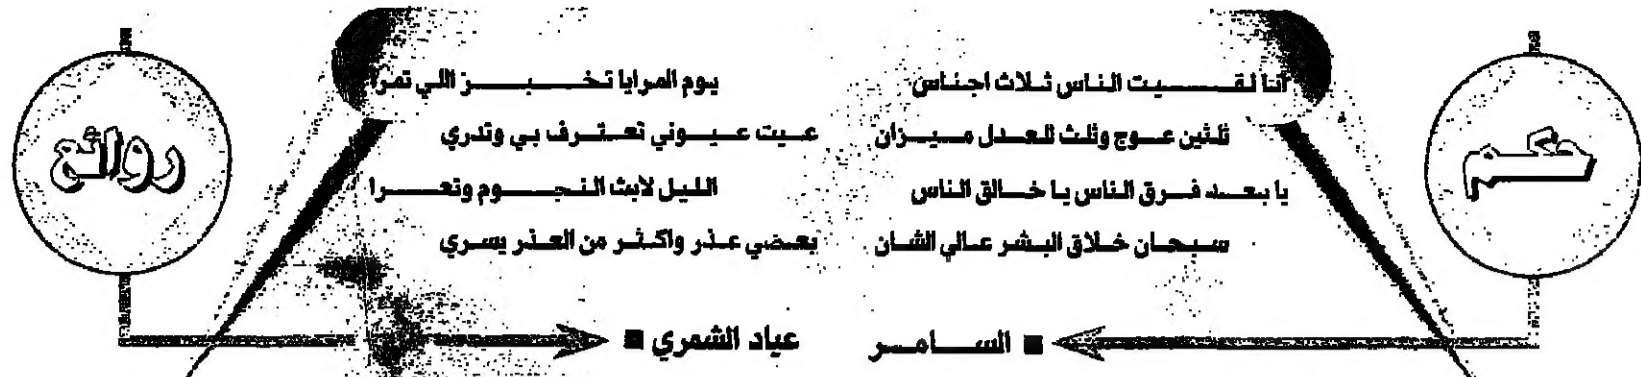 حكم
أنا لقيت الناس ثلاث اجناس
ثلثين عوج وثلث للعدل ميزان
يا بعد فرق الناس يا خالق الناس
سبحان خلاق البشر عالي الشان
السامر
روائع
يوم المرايا تخبز اللي تمرا
عيت عيوني تعترف بي وتدري
الليل لابث النجوم وتعرا
بعضي عذر واكثر من العذر يسري
عياد الشمري